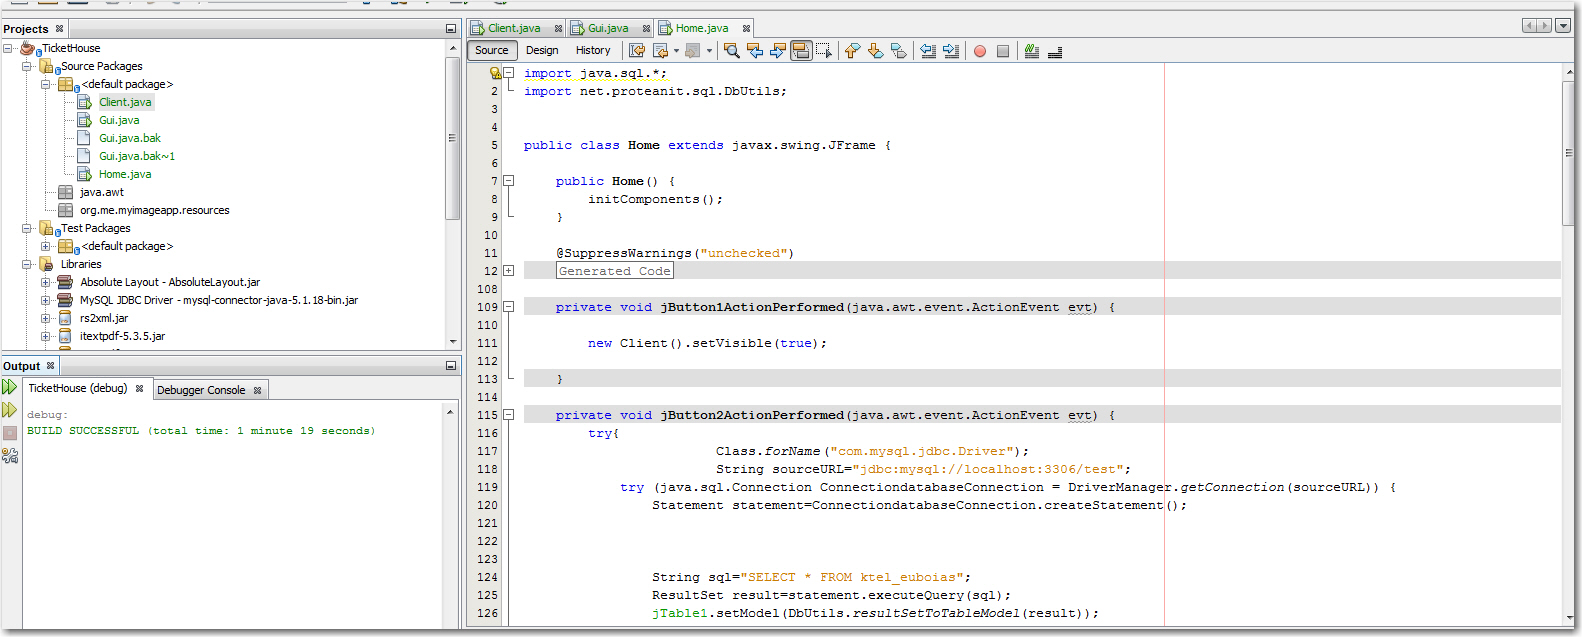 Projects
TicketHouse
Source Packages
<default package>
Client.java
Gui.java
Gui.java.bak
Gui.java.bak~1
Home.java
java.awt
org.me.myimageapp.resources
Test Packages
<default package>
Libraries
Absolute Layout - AbsoluteLayout.jar
MySQL JDBC Driver - mysql-connector-java-5.1.18-bin.jar
rs2xml.jar
itextpdf-5.3.5.jar
Output
TicketHouse (debug) Debugger Console
debug:
BUILD SUCCESSFUL (total time: 1 minute 19 seconds)
Client.java Gui.java Home.java
Source Design History
import java.sql.*;
2 import net.proteanit.sql.DbUtils;
3
4
5 public class Home extends javax.swing.JFrame {
6
7 public Home() {
8 initComponents();
9 }
10
11 @SuppressWarnings("unchecked")
12 Generated Code
108
109 private void jButton1ActionPerformed(java.awt.event.ActionEvent evt) {
110
111 new Client().setVisible(true);
112
113 }
114
115 private void jButton2ActionPerformed(java.awt.event.ActionEvent evt) {
116 try{
117 Class.forName("com.mysql.jdbc.Driver");
118 String sourceURL="jdbc:mysql://localhost:3306/test";
119 try (java.sql.Connection ConnectiondatabaseConnection = DriverManager.getConnection(sourceURL)) {
120 Statement statement=ConnectiondatabaseConnection.createStatement();
121
122
123
124 String sql="SELECT * FROM ktel_euboias";
125 ResultSet result=statement.executeQuery(sql);
126 jTable1.setModel(DbUtils.resultSetToTableModel(result));